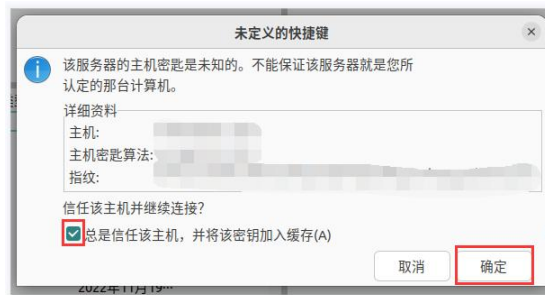 未定义的快捷键
该服务器的主机密匙是未知的。不能保证该服务器就是您所
认定的那台计算机。
详细资料
主机:
主机密匙算法:
指纹:
信任该主机并继续连接?
总是信任该主机，并将该密钥加入缓存(A)
取消
确定
2022年11月19…